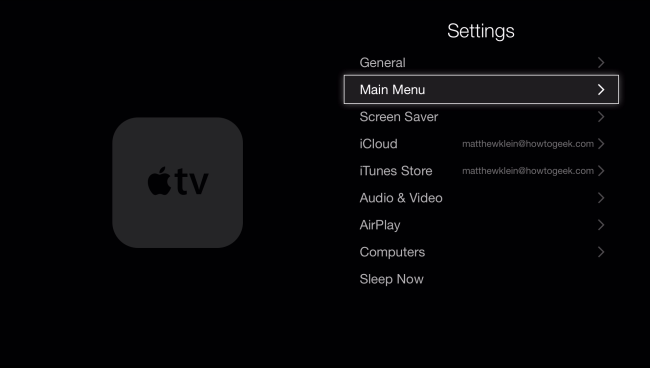 Settings
General
Main Menu
Screen Saver
iCloud matthewklein@howtogeek.com
iTunes Store matthewklein@howtogeek.com
Audio & Video
AirPlay
Computers
Sleep Now
tv